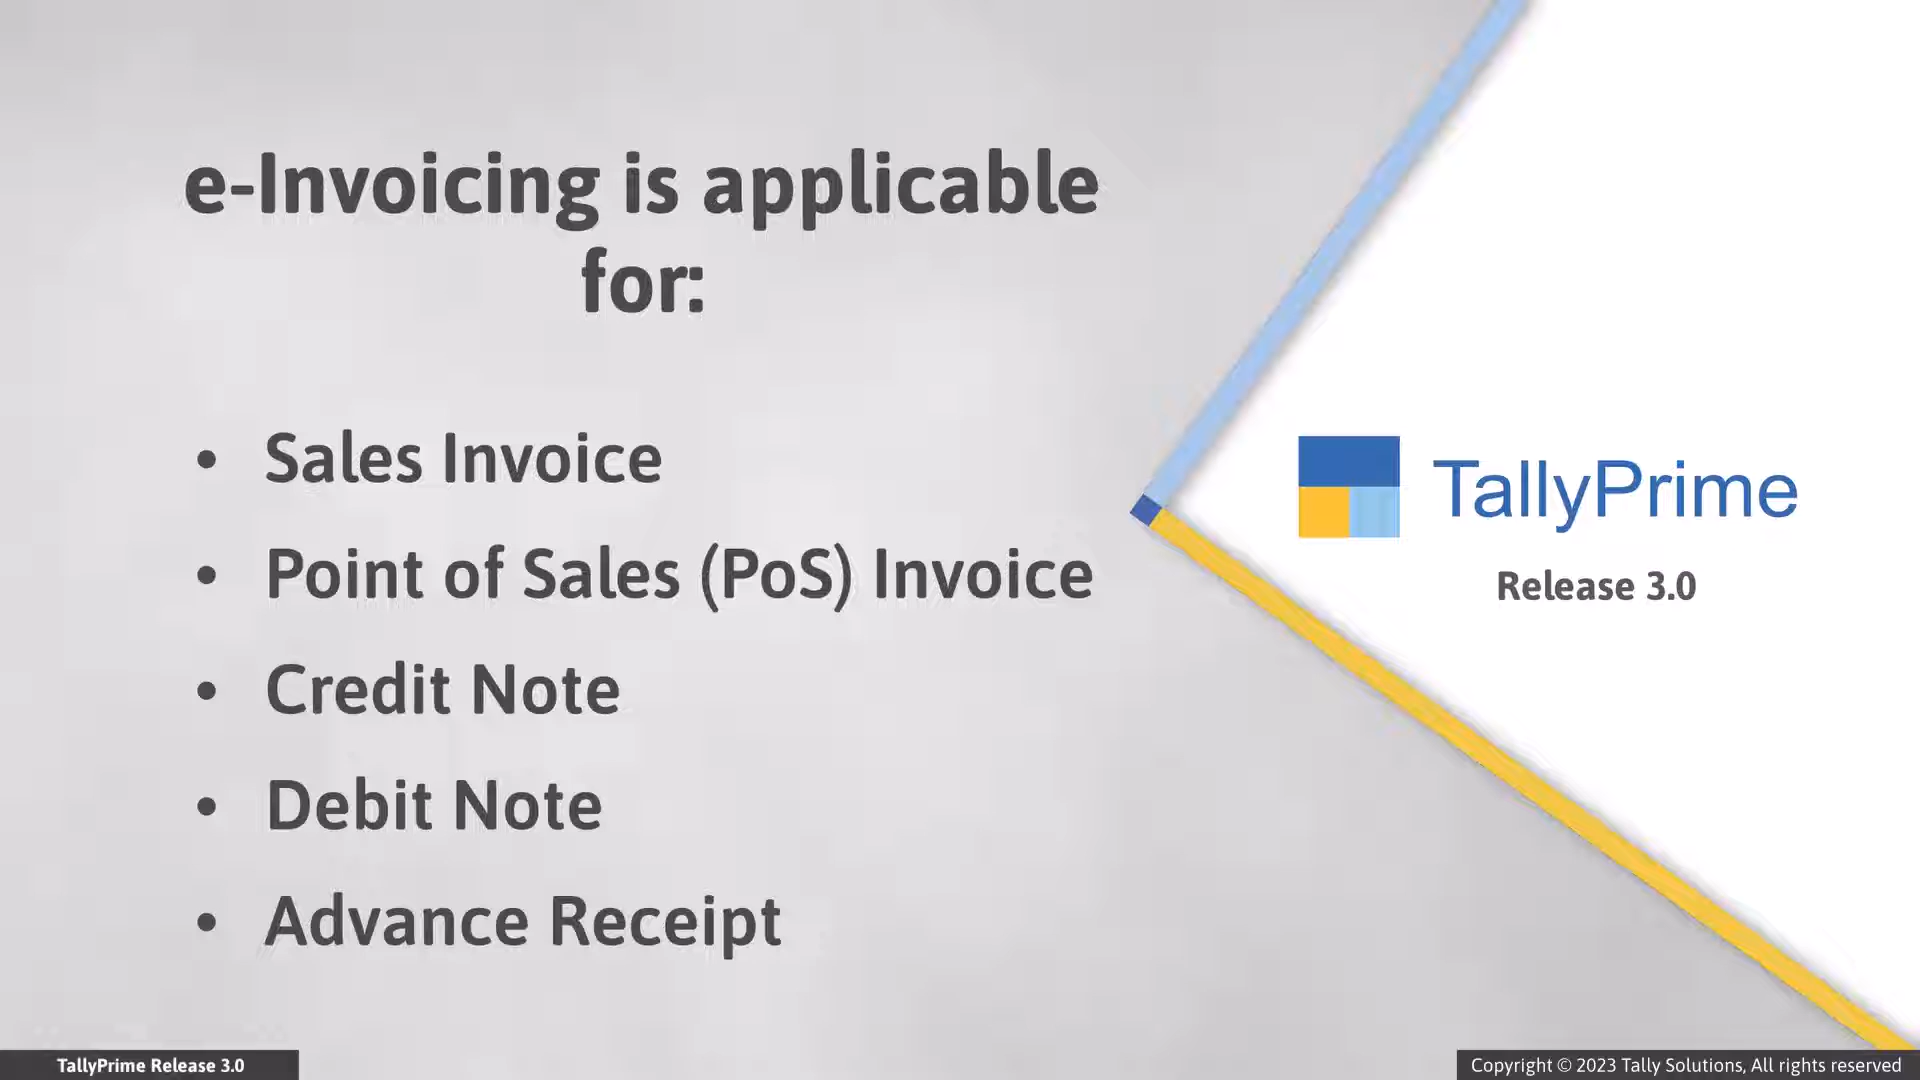 e-Invoicing is applicable
for:
• Sales Invoice
• Point of Sales (PoS) Invoice
• Credit Note
• Debit Note
• Advance Receipt
TallyPrime
Release 3.0
TallyPrime Release 3.0
Copyright © 2023 Tally Solutions, All rights reserved